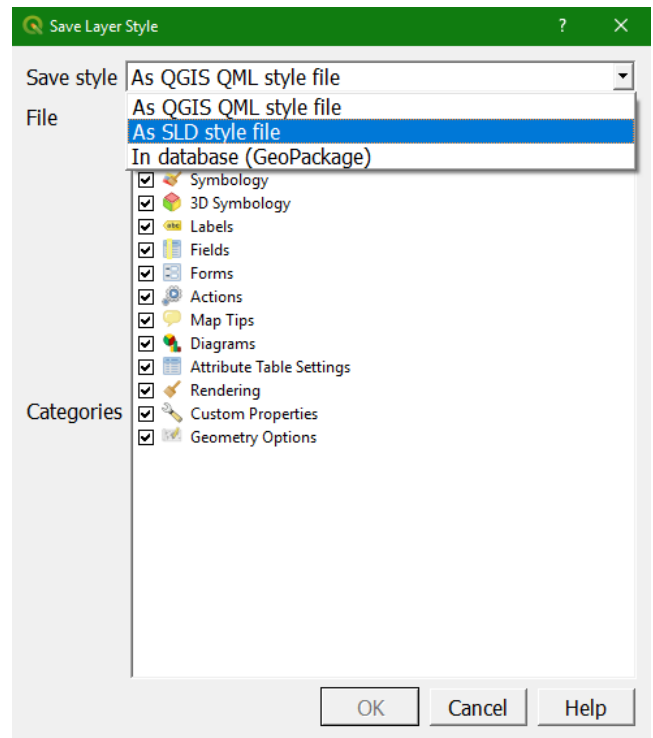 Save Layer Style ? ×
Save style As QGIS QML style file
File As QGIS QML style file
As SLD style file
In database (GeoPackage)
Symbology
3D Symbology
abc Labels
Fields
Forms
Actions
Map Tips
Diagrams
Attribute Table Settings
Rendering
Categories Custom Properties
Geometry Options
OK Cancel Help